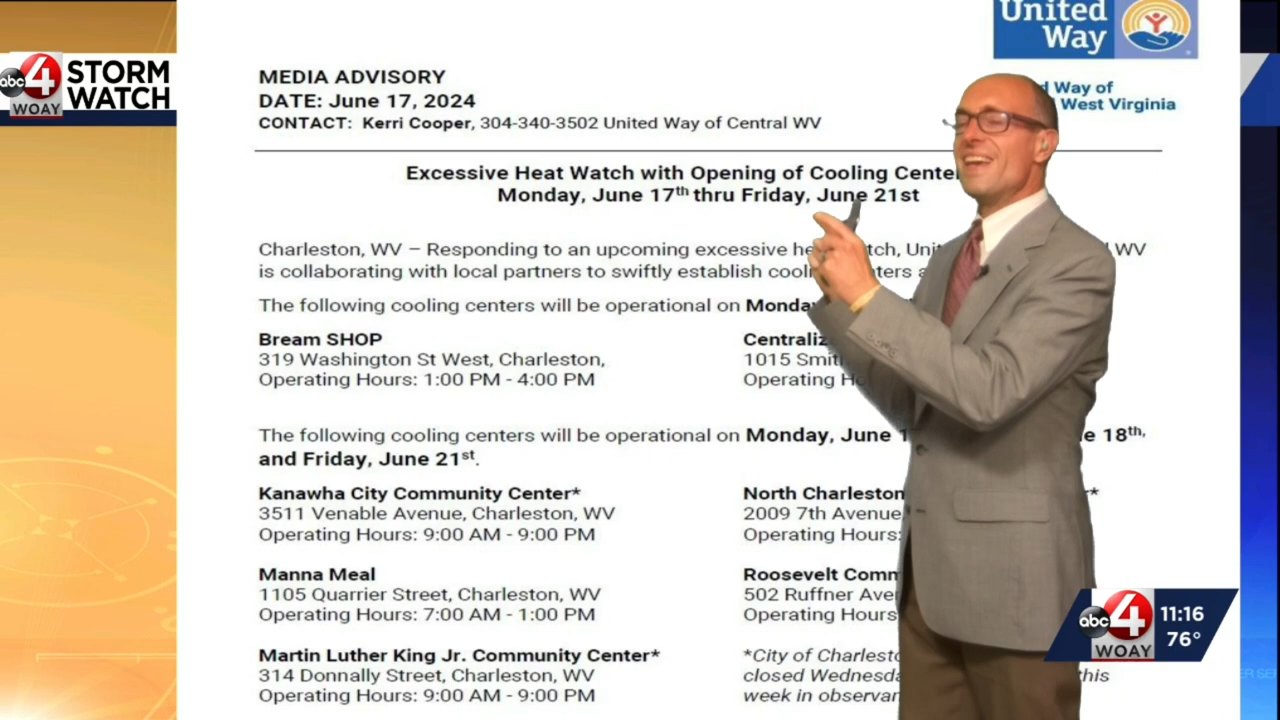 United
Way
abc 4 STORM
WOAY WATCH
MEDIA ADVISORY
DATE: June 17, 2024
d Way of
CONTACT: Kerri Cooper, 304-340-3502 United Way of Central WV
West Virginia
Excessive Heat Watch with Opening of Cooling Cente
Monday, June 17th thru Friday, June 21st
Charleston, WV – Responding to an upcoming excessive he tch, Unit WV
is collaborating with local partners to swiftly establish cooli ters a
The following cooling centers will be operational on Monda
Bream SHOP
319 Washington St West, Charleston,
Operating Hours: 1:00 PM - 4:00 PM
Centraliz
1015 Smit
Operating Ho
The following cooling centers will be operational on Monday, June 1 e 18th,
and Friday, June 21st.
Kanawha City Community Center*
3511 Venable Avenue, Charleston, WV
Operating Hours: 9:00 AM - 9:00 PM
North Charleston r*
2009 7th Avenue
Operating Hours:
Manna Meal
1105 Quarrier Street, Charleston, WV
Operating Hours: 7:00 AM - 1:00 PM
Roosevelt Comm
502 Ruffner Ave
Operating Hours
Martin Luther King Jr. Community Center*
314 Donnally Street, Charleston, WV
Operating Hours: 9:00 AM - 9:00 PM
*City of Charlesto
closed Wednesda this
week in observan
abc 4 11:16
WOAY 76°